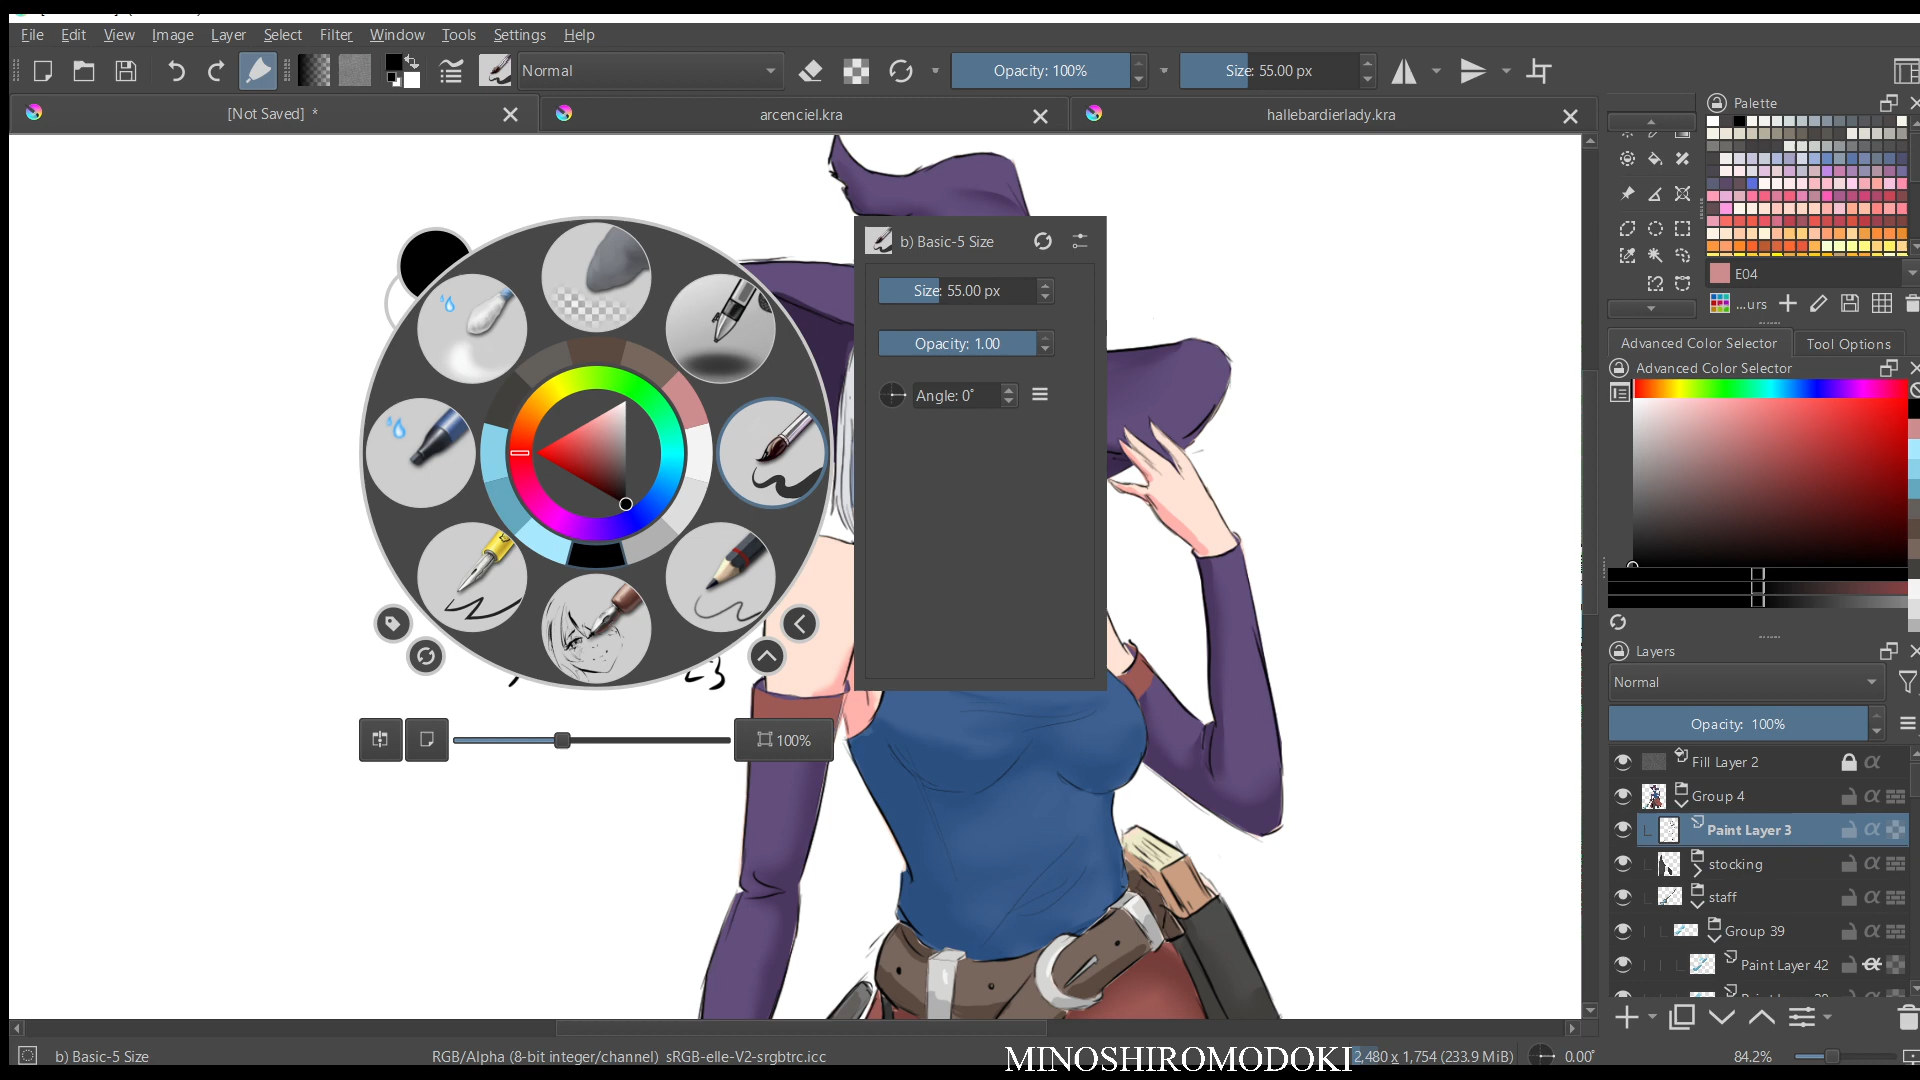 File Edit View Image Layer Select Filter Window Tools Settings Help
Normal
Opacity: 100%
Size: 55.00 px
[Not Saved] *
arcenciel.kra
hallebardierlady.kra
Palette
E04
...urs
Advanced Color Selector
Tool Options
Advanced Color Selector
b) Basic-5 Size
Size: 55.00 px
Opacity: 1.00
Angle: 0°
100%
Layers
Normal
Opacity: 100%
Fill Layer 2
Group 4
Paint Layer 3
stocking
staff
Group 39
Paint Layer 42
b) Basic-5 Size
RGB/Alpha (8-bit integer/channel) sRGB-elle-V2-srgbtrc.icc
MINOSHIROMODOKI
2,480 x 1,754 (233.9 MiB)
0.00°
84.2%